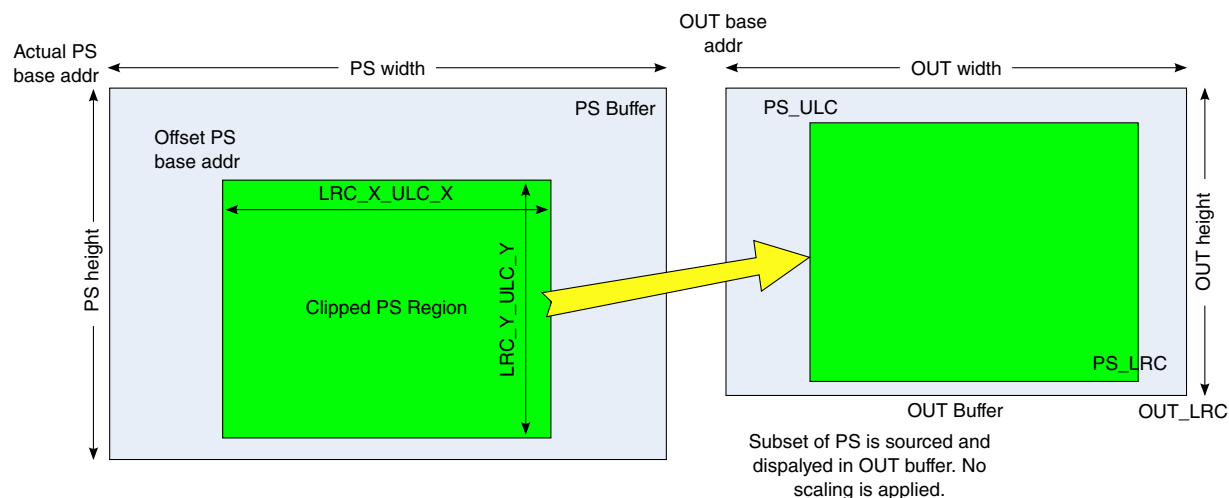 Actual PS
base addr
PS width
PS Buffer
PS height
Offset PS
base addr
LRC_X_ULC_X
LRC_Y_ULC_Y
Clipped PS Region
OUT base
addr
OUT width
PS_ULC
OUT height
PS_LRC
OUT Buffer
OUT_LRC
Subset of PS is sourced and
dispalyed in OUT buffer. No
scaling is applied.